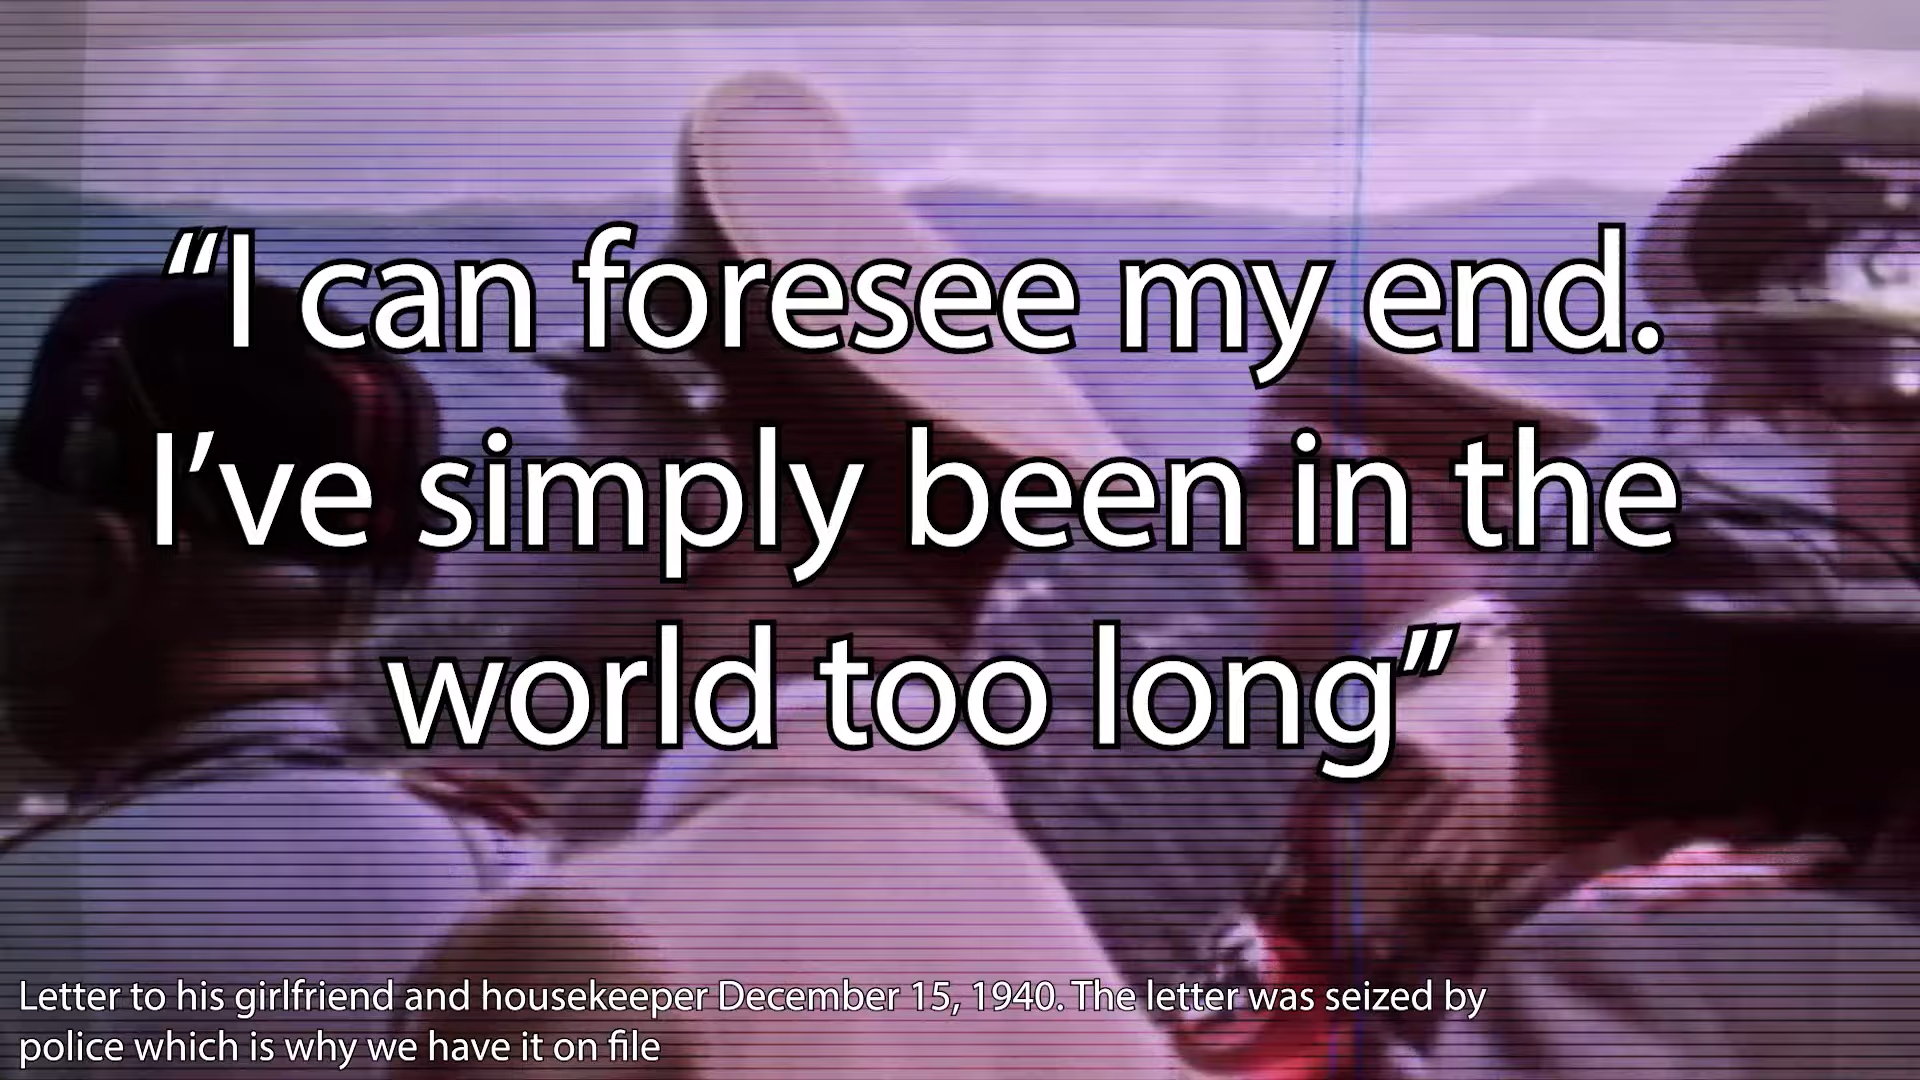 “I can foresee my end.
I’ve simply been in the
world too long”
Letter to his girlfriend and housekeeper December 15, 1940. The letter was seized by
police which is why we have it on file